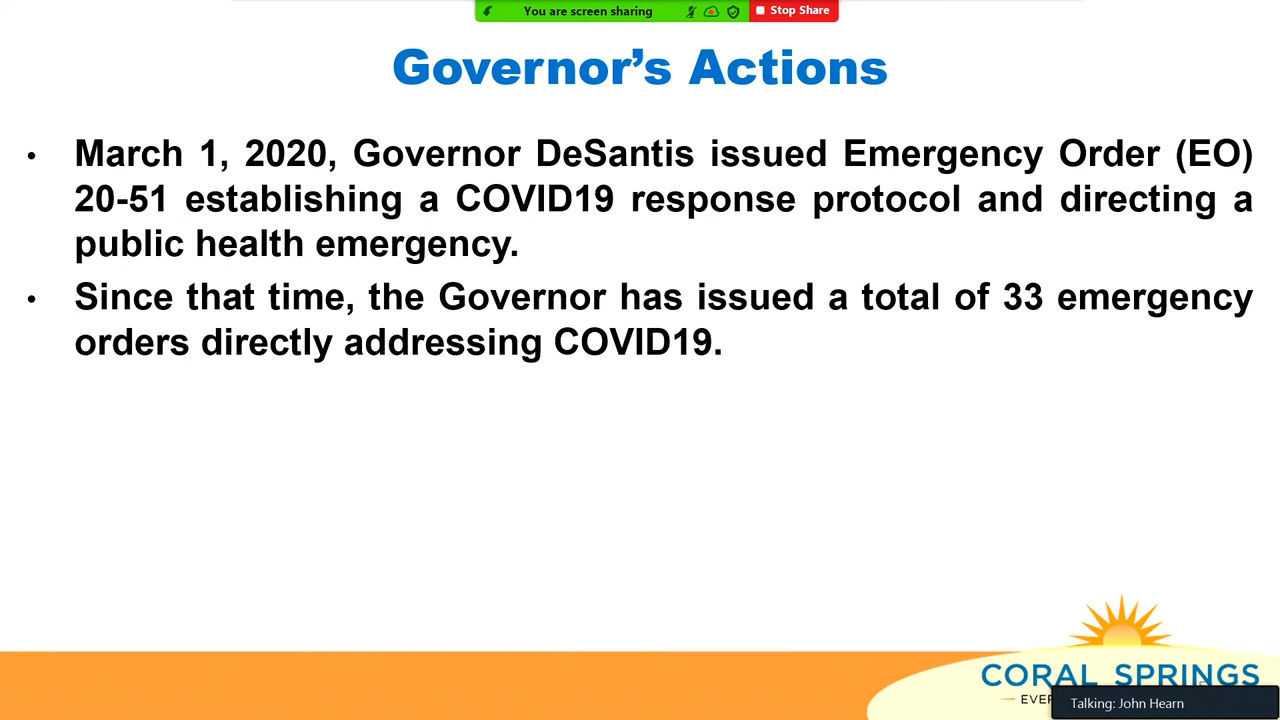 You are screen sharing
Stop Share
Governor's Actions
• March 1, 2020, Governor DeSantis issued Emergency Order (EO)
20-51 establishing a COVID19 response protocol and directing a
public health emergency.
• Since that time, the Governor has issued a total of 33 emergency
orders directly addressing COVID19.
CORAL SPRINGS
Talking: John Hearn